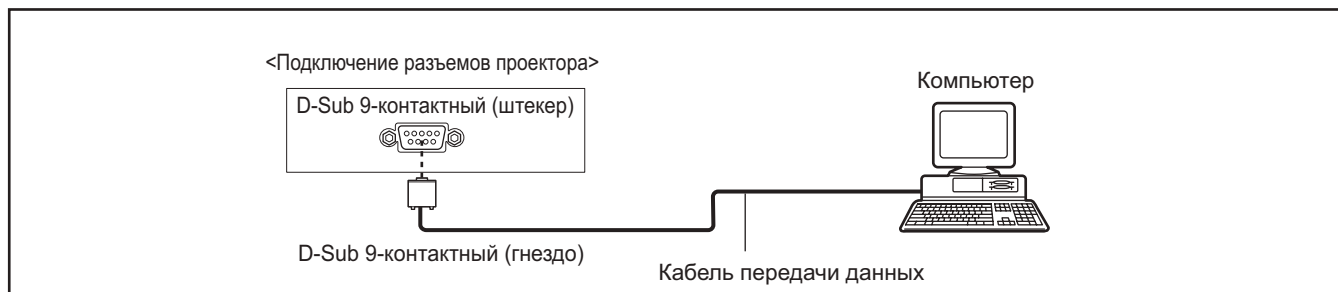 <Подключение разъемов проектора>
D-Sub 9-контактный (штекер)
Компьютер
D-Sub 9-контактный (гнездо)
Кабель передачи данных